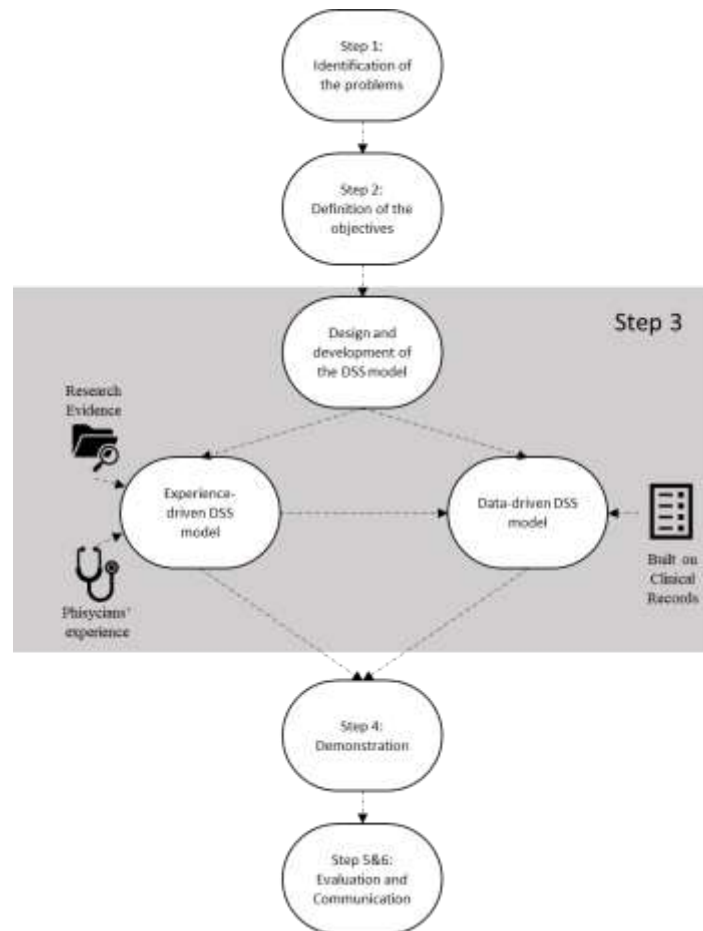 Step 1:
Identification of
the problems
Step 2:
Definition of the
objectives
Step 3
Design and
development of
the DSS model
Research
Evidence
Experience-
driven DSS
model
Data-driven DSS
model
Phisycians'
experience
Built on
Clinical
Records
Step 4:
Demonstration
Step 5&6:
Evaluation and
Communication